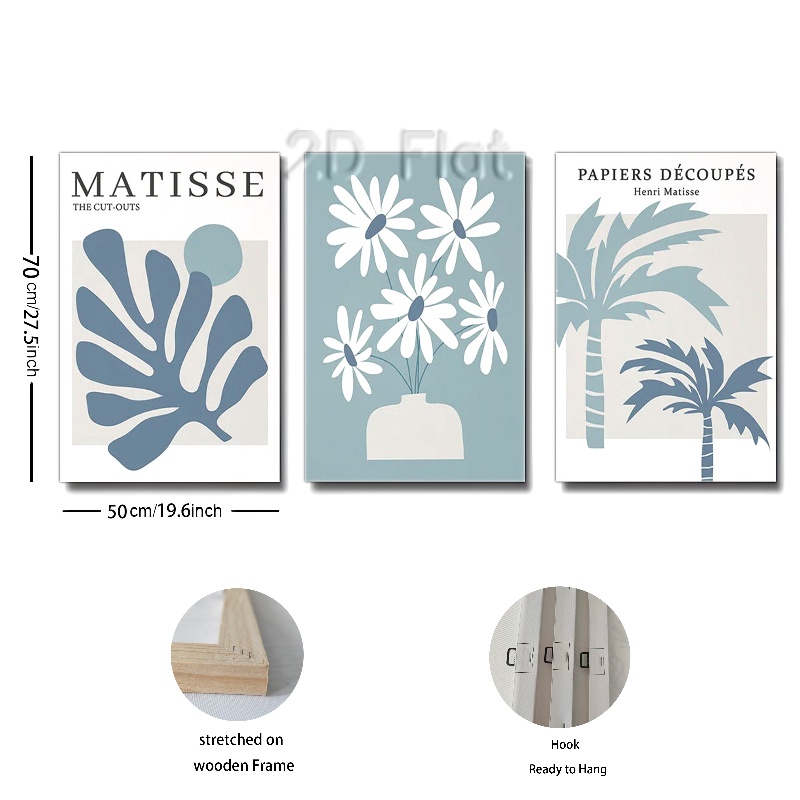 2D Flat
MATISSE
THE CUT-OUTS
PAPIERS DÉCOUPÉS
Henri Matisse
70 cm/27.5inch
50cm/19.6inch
stretched on
wooden Frame
Hook
Ready to Hang